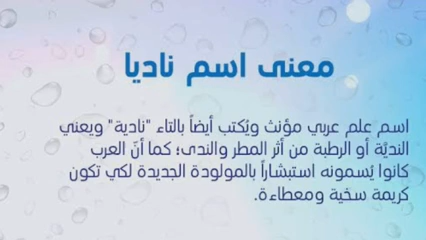 معنى اسم ناديا
اسم علم عربي مؤنث ويُكتب أيضاً بالتاء "نادية" ويعني
النديَّة أو الرطبة من أثر المطر والندى؛ كما أنّ العرب
كانوا يُسمونه استبشاراً بالمولودة الجديدة لكي تكون
كريمة سخية ومعطاءة.